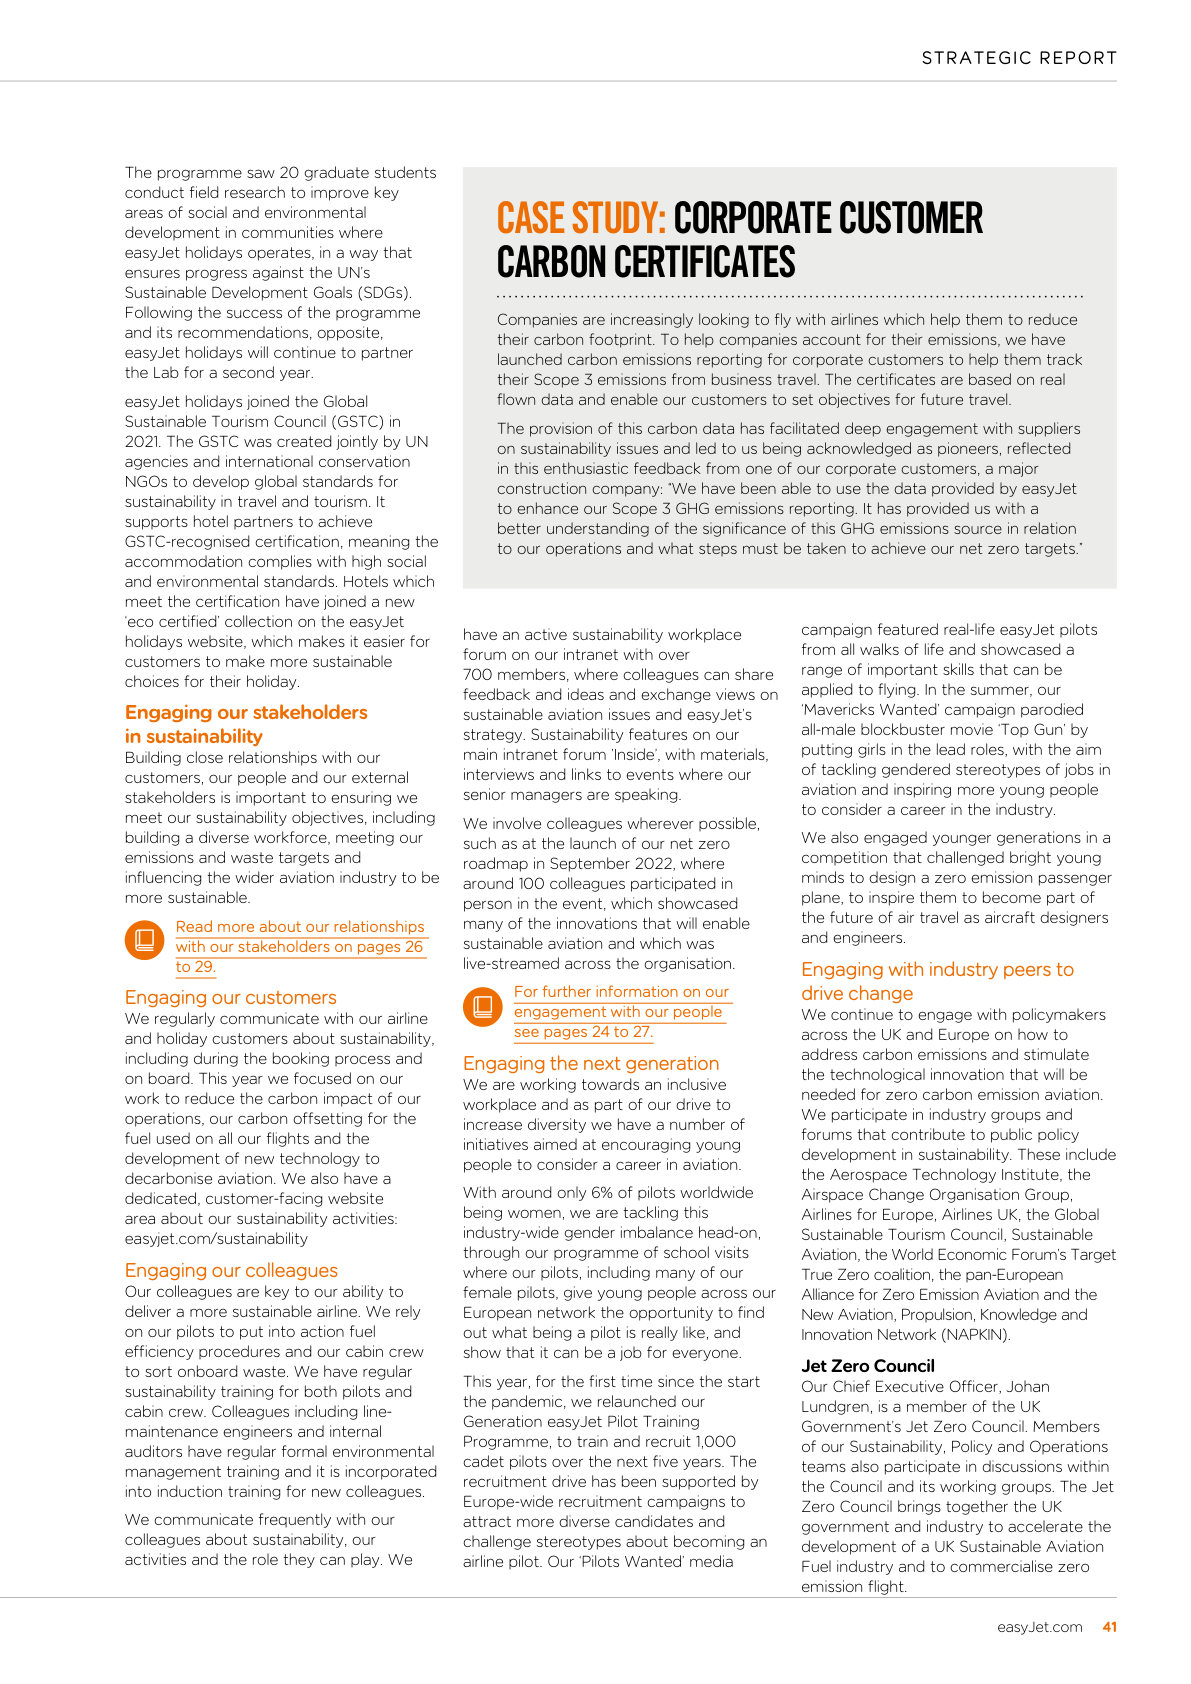 STRATEGIC REPORT
The programme saw 20 graduate students
conduct field research to improve key
areas of social and environmental
development in communities where
easyJet holidays operates, in a way that
ensures progress against the UN's
Sustainable Development Goals (SDGs).
Following the success of the programme
and its recommendations, opposite,
easyJet holidays will continue to partner
the Lab for a second year.
easyJet holidays joined the Global
Sustainable Tourism Council (GSTC) in
2021. The GSTC was created jointly by UN
agencies and international conservation
NGOs to develop global standards for
sustainability in travel and tourism. It
supports hotel partners to achieve
GSTC-recognised certification, meaning the
accommodation complies with high social
and environmental standards. Hotels which
meet the certification have joined a new
'eco certified' collection on the easyJet
holidays website, which makes it easier for
customers to make more sustainable
choices for their holiday.
Engaging our stakeholders
in sustainability
Building close relationships with our
customers, our people and our external
stakeholders is important to ensuring we
meet our sustainability objectives, including
building a diverse workforce, meeting our
emissions and waste targets and
influencing the wider aviation industry to be
more sustainable.
Read more about our relationships
with our stakeholders on pages 26
to 29.
Engaging our customers
We regularly communicate with our airline
and holiday customers about sustainability,
including during the booking process and
on board. This year we focused on our
work to reduce the carbon impact of our
operations, our carbon offsetting for the
fuel used on all our flights and the
development of new technology to
decarbonise aviation. We also have a
dedicated, customer-facing website
area about our sustainability activities:
easyjet.com/sustainability
Engaging our colleagues
Our colleagues are key to our ability to
deliver a more sustainable airline. We rely
on our pilots to put into action fuel
efficiency procedures and our cabin crew
to sort onboard waste. We have regular
sustainability training for both pilots and
cabin crew. Colleagues including line-
maintenance engineers and internal
auditors have regular formal environmental
management training and it is incorporated
into induction training for new colleagues.
We communicate frequently with our
colleagues about sustainability, our
activities and the role they can play. We
CASE STUDY: CORPORATE CUSTOMER
CARBON CERTIFICATES
Companies are increasingly looking to fly with airlines which help them to reduce
their carbon footprint. To help companies account for their emissions, we have
launched carbon emissions reporting for corporate customers to help them track
their Scope 3 emissions from business travel. The certificates are based on real
flown data and enable our customers to set objectives for future travel.
The provision of this carbon data has facilitated deep engagement with suppliers
on sustainability issues and led to us being acknowledged as pioneers, reflected
in this enthusiastic feedback from one of our corporate customers, a major
construction company: "We have been able to use the data provided by easyJet
to enhance our Scope 3 GHG emissions reporting. It has provided us with a
better understanding of the significance of this GHG emissions source in relation
to our operations and what steps must be taken to achieve our net zero targets."
have an active sustainability workplace
forum on our intranet with over
700 members, where colleagues can share
feedback and ideas and exchange views on
sustainable aviation issues and easyJet's
strategy. Sustainability features on our
main intranet forum 'Inside', with materials,
interviews and links to events where our
senior managers are speaking.
We involve colleagues wherever possible,
such as at the launch of our net zero
roadmap in September 2022, where
around 100 colleagues participated in
person in the event, which showcased
many of the innovations that will enable
sustainable aviation and which was
live-streamed across the organisation.
For further information on our
engagement with our people
see pages 24 to 27.
Engaging the next generation
We are working towards an inclusive
workplace and as part of our drive to
increase diversity we have a number of
initiatives aimed at encouraging young
people to consider a career in aviation.
With around only 6% of pilots worldwide
being women, we are tackling this
industry-wide gender imbalance head-on,
through our programme of school visits
where our pilots, including many of our
female pilots, give young people across our
European network the opportunity to find
out what being a pilot is really like, and
show that it can be a job for everyone.
This year, for the first time since the start
the pandemic, we relaunched our
Generation easyJet Pilot Training
Programme, to train and recruit 1,000
cadet pilots over the next five years. The
recruitment drive has been supported by
Europe-wide recruitment campaigns to
attract more diverse candidates and
challenge stereotypes about becoming an
airline pilot. Our 'Pilots Wanted' media
campaign featured real-life easyJet pilots
from all walks of life and showcased a
range of important skills that can be
applied to flying. In the summer, our
'Mavericks Wanted' campaign parodied
all-male blockbuster movie 'Top Gun' by
putting girls in the lead roles, with the aim
of tackling gendered stereotypes of jobs in
aviation and inspiring more young people
to consider a career in the industry.
We also engaged younger generations in a
competition that challenged bright young
minds to design a zero emission passenger
plane, to inspire them to become part of
the future of air travel as aircraft designers
and engineers.
Engaging with industry peers to
drive change
We continue to engage with policymakers
across the UK and Europe on how to
address carbon emissions and stimulate
the technological innovation that will be
needed for zero carbon emission aviation.
We participate in industry groups and
forums that contribute to public policy
development in sustainability. These include
the Aerospace Technology Institute, the
Airspace Change Organisation Group,
Airlines for Europe, Airlines UK, the Global
Sustainable Tourism Council, Sustainable
Aviation, the World Economic Forum's Target
True Zero coalition, the pan-European
Alliance for Zero Emission Aviation and the
New Aviation, Propulsion, Knowledge and
Innovation Network (NAPKIN).
Jet Zero Council
Our Chief Executive Officer, Johan
Lundgren, is a member of the UK
Government's Jet Zero Council. Members
of our Sustainability, Policy and Operations
teams also participate in discussions within
the Council and its working groups. The Jet
Zero Council brings together the UK
government and industry to accelerate the
development of a UK Sustainable Aviation
Fuel industry and to commercialise zero
emission flight.
easyJet.com 41